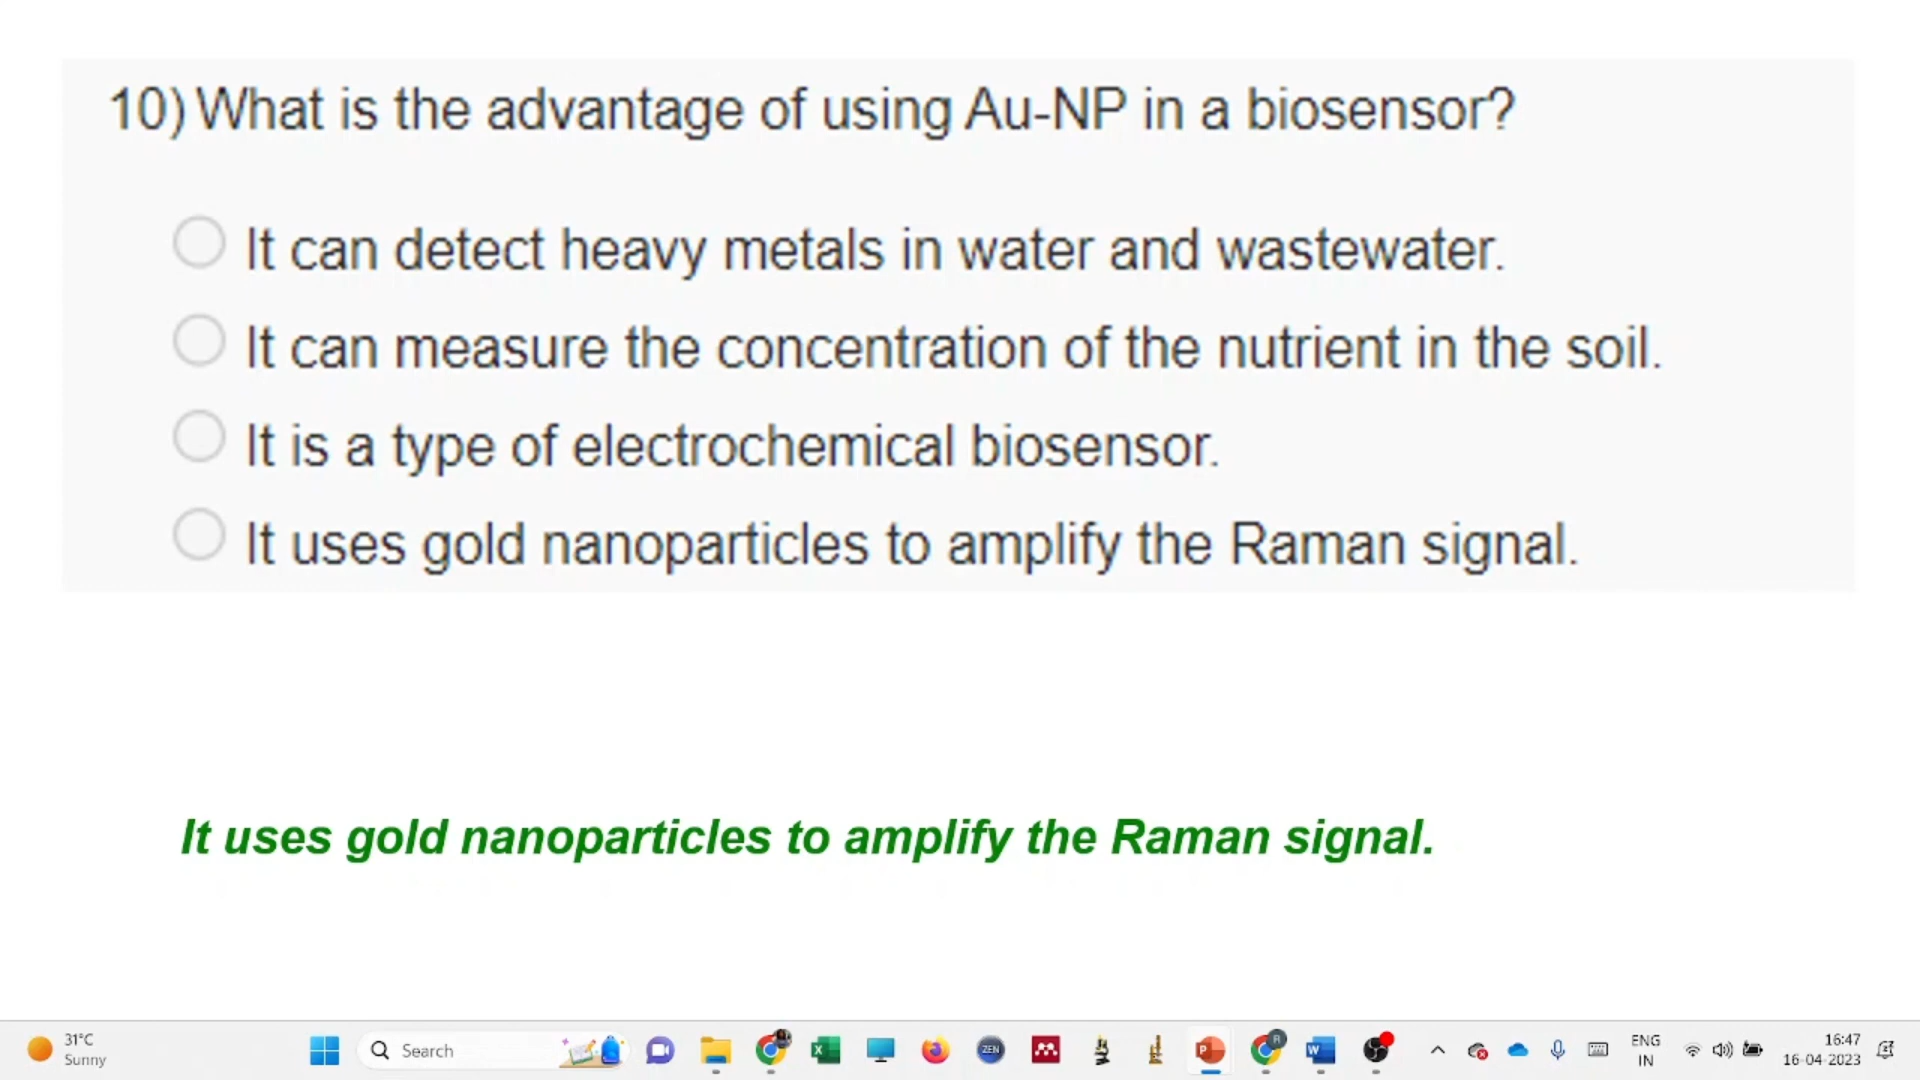 10) What is the advantage of using Au-NP in a biosensor?
It can detect heavy metals in water and wastewater.
It can measure the concentration of the nutrient in the soil.
It is a type of electrochemical biosensor.
It uses gold nanoparticles to amplify the Raman signal.
It uses gold nanoparticles to amplify the Raman signal.
31°C
Sunny
Search
ZEN
ENG
IN
16:47
16-04-2023